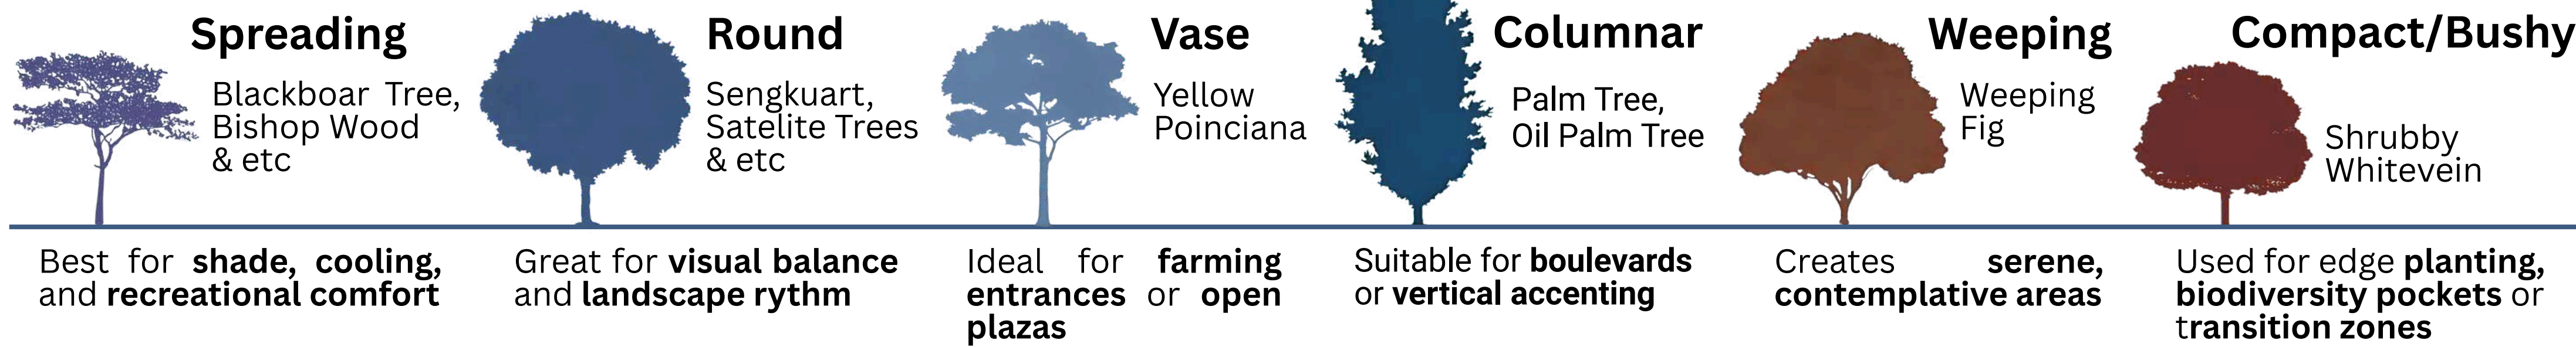 Spreading
Blackboar Tree,
Bishop Wood
& etc
Best for shade, cooling,
and recreational comfort
Round
Sengkuart,
Satelite Trees
& etc
Great for visual balance
and landscape rythm
Vase
Yellow
Poinciana
Ideal for farming
entrances or open
plazas
Columnar
Palm Tree,
Oil Palm Tree
Suitable for boulevards
or vertical accenting
Weeping
Weeping
Fig
Creates serene,
contemplative areas
Compact/Bushy
Shrubby
Whitevein
Used for edge planting,
biodiversity pockets or
transition zones